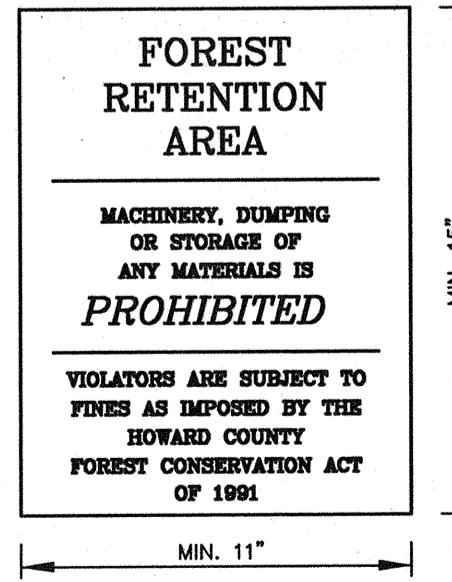 FOREST
RETENTION
AREA
MACHINERY, DUMPING
OR STORAGE OF
ANY MATERIALS IS
PROHIBITED
VIOLATORS ARE SUBJECT TO
FINES AS IMPOSED BY THE
HOWARD COUNTY
FOREST CONSERVATION ACT
OF 1991
MIN. 11"